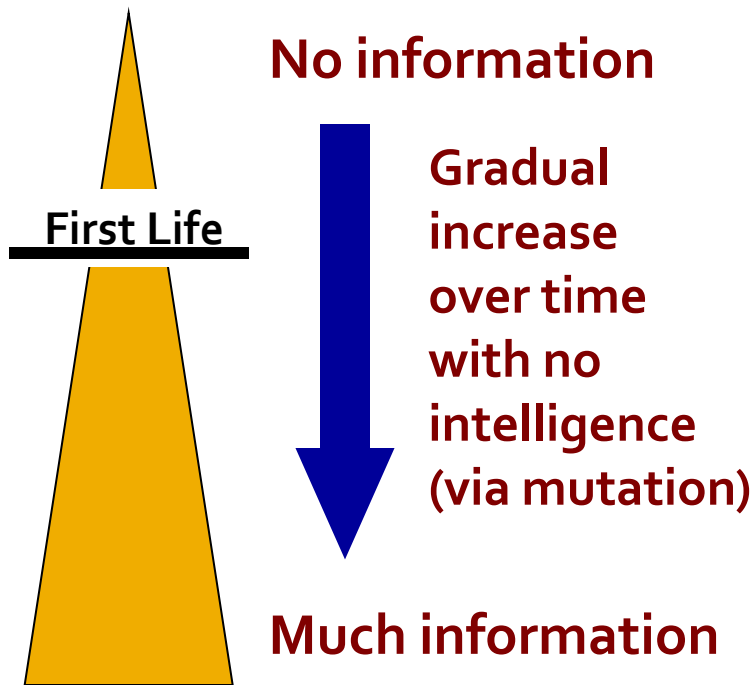 No information
Gradual
increase
First Life
over time
with no
intelligence
(via mutation)
Much information